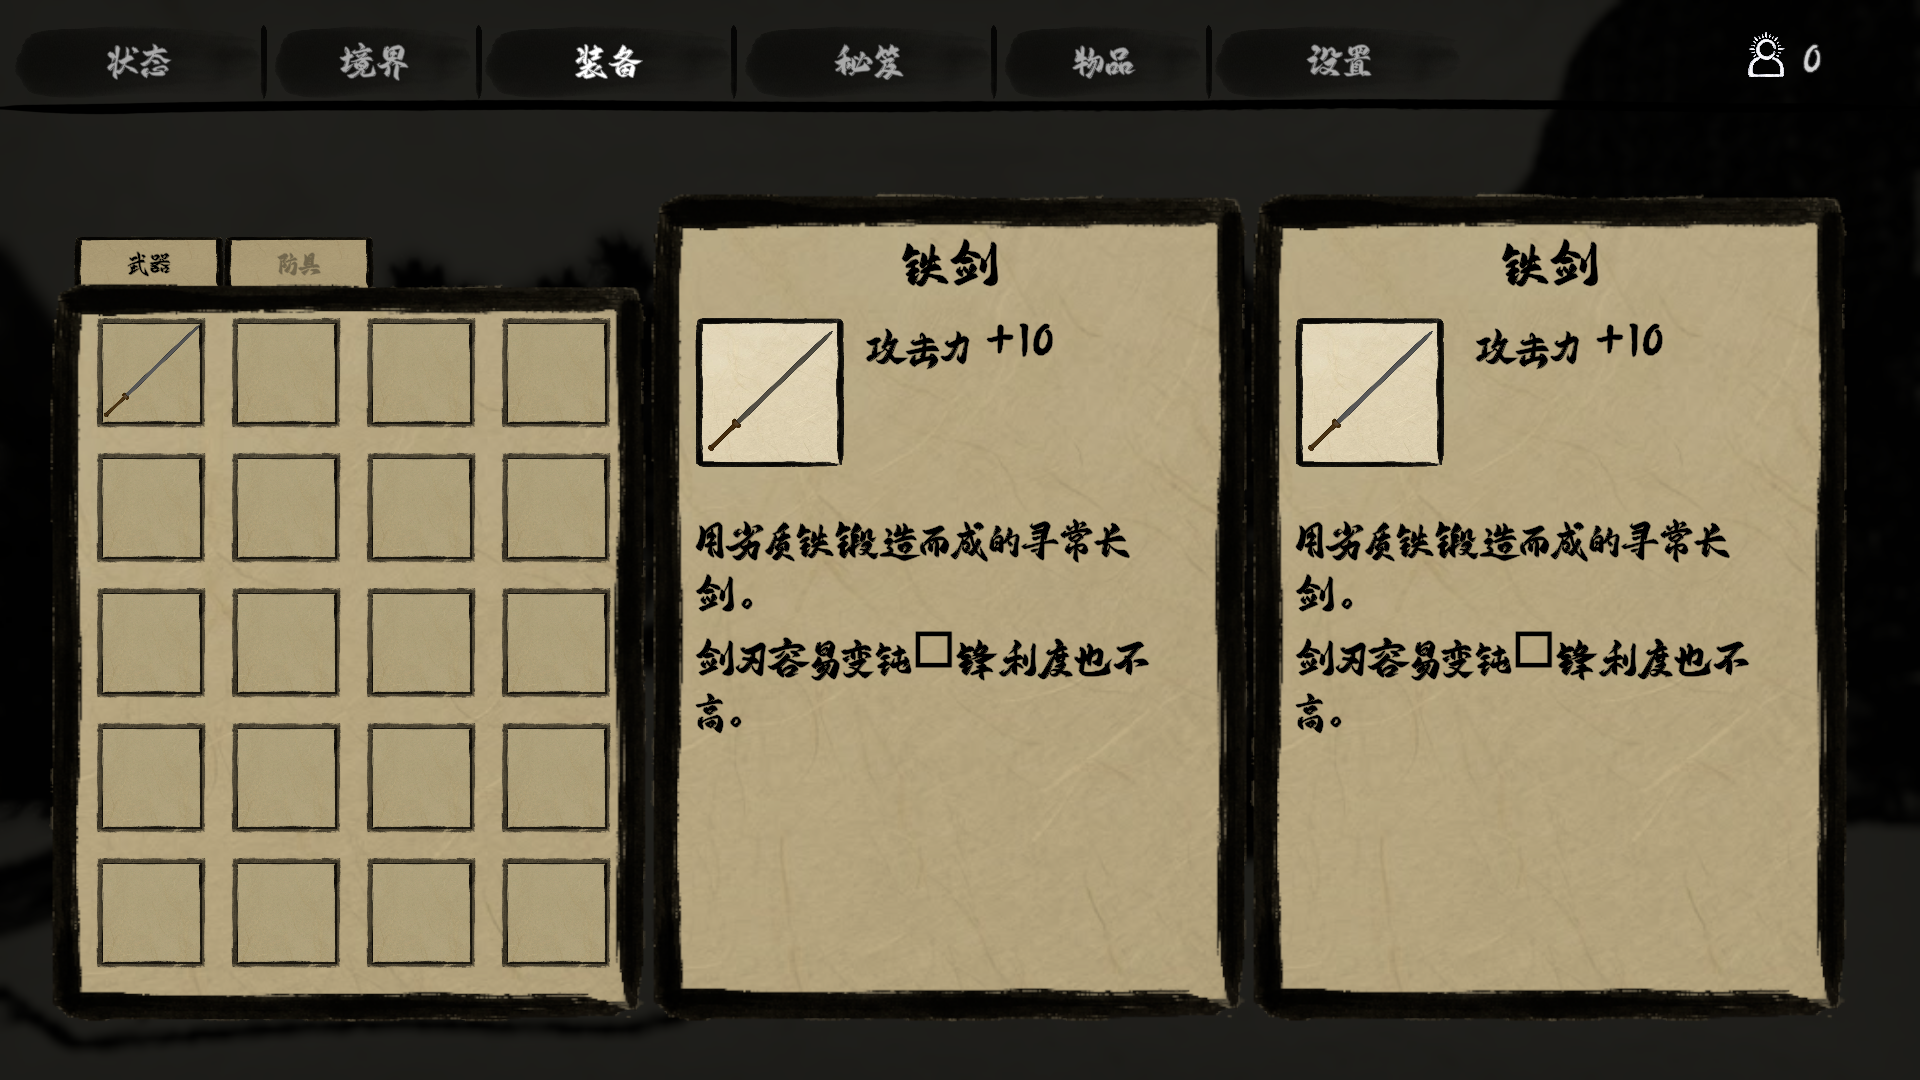 状态 境界 装备 秘笈 物品 设置 0
武器 防具
铁剑
攻击力 +10
用劣质铁锻造而成的寻常长
剑。
剑刃容易变钝□锋利度也不
高。
铁剑
攻击力 +10
用劣质铁锻造而成的寻常长
剑。
剑刃容易变钝□锋利度也不
高。